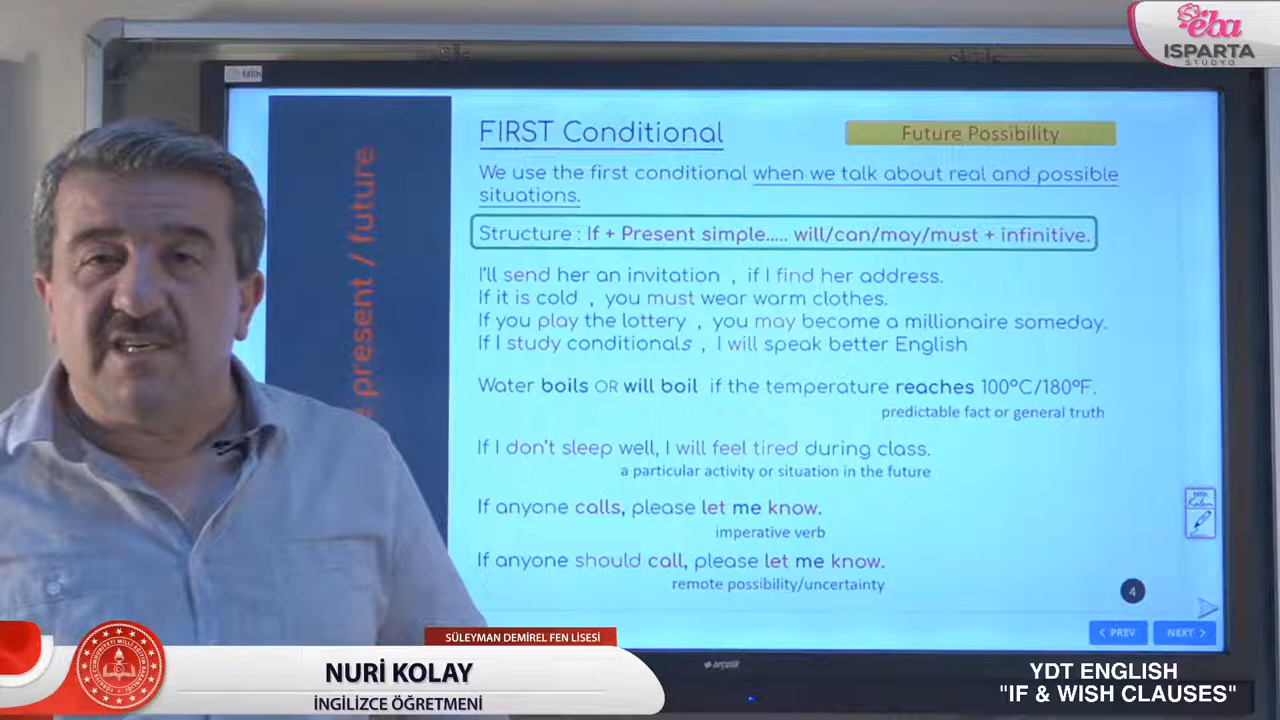 eba
ISPARTA
STÜDYO
FATİH
present / future
FIRST Conditional
Future Possibility
We use the first conditional when we talk about real and possible
situations.
Structure : If + Present simple..... will/can/may/must + infinitive.
I'll send her an invitation , if I find her address.
If it is cold , you must wear warm clothes.
If you play the lottery , you may become a millionaire someday.
If I study conditionals , I will speak better English
Water boils OR will boil if the temperature reaches 100°C/180°F.
predictable fact or general truth
If I don't sleep well, I will feel tired during class.
a particular activity or situation in the future
If anyone calls, please let me know.
imperative verb
If anyone should call, please let me know.
remote possibility/uncertainty
FATİH
Kalem
4
< PREV
NEXT >
arçelik
SÜLEYMAN DEMİREL FEN LİSESİ
NURİ KOLAY
İNGİLİZCE ÖĞRETMENİ
YDT ENGLISH
"IF & WISH CLAUSES"